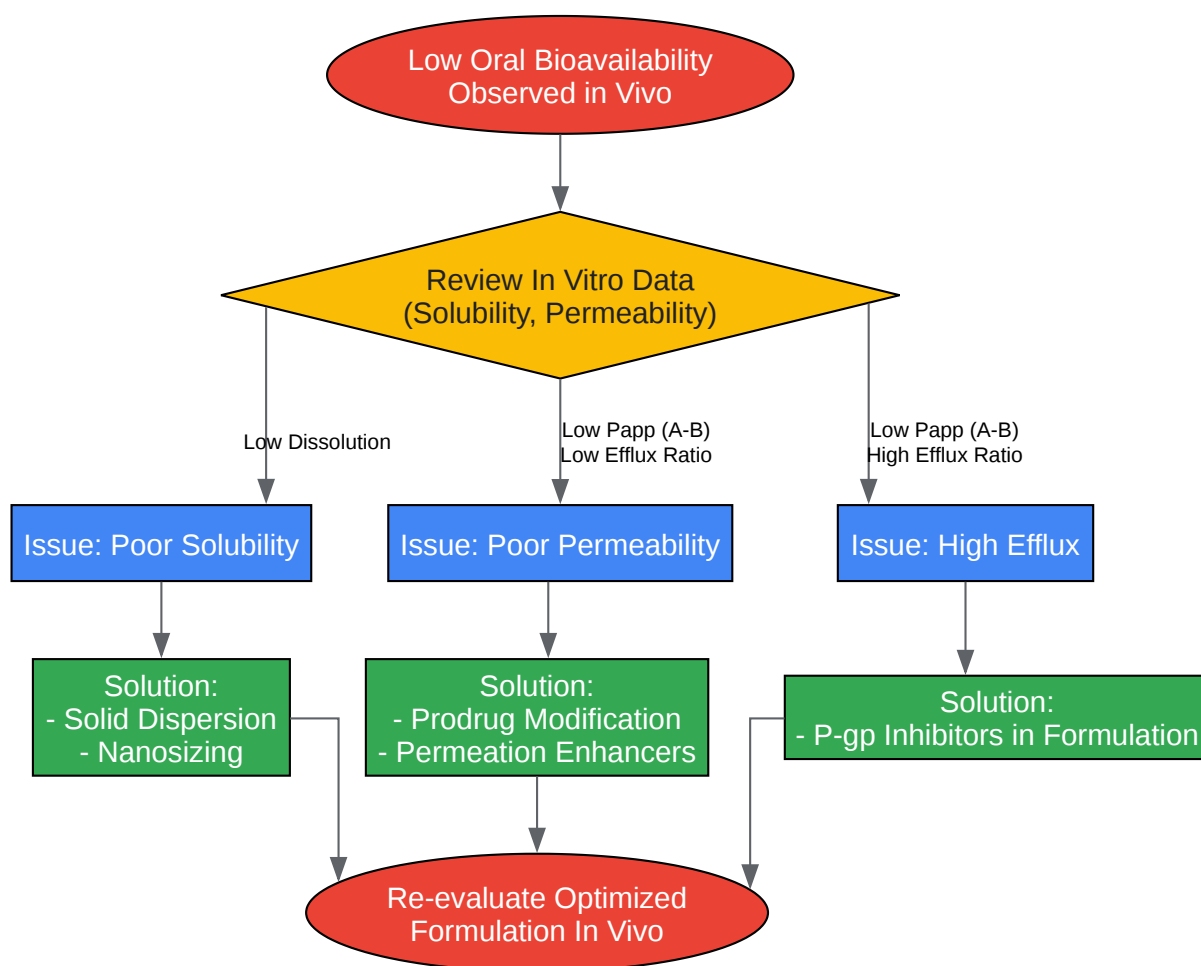 Low Oral Bioavailability
Observed in Vivo
Review In Vitro Data
(Solubility, Permeability)
Low Dissolution
Low Papp (A-B)
Low Efflux Ratio
Low Papp (A-B)
High Efflux Ratio
Issue: Poor Solubility
Issue: Poor Permeability
Issue: High Efflux
Solution:
- Solid Dispersion
- Nanosizing
Solution:
- Prodrug Modification
- Permeation Enhancers
Solution:
- P-gp Inhibitors in Formulation
Re-evaluate Optimized
Formulation In Vivo